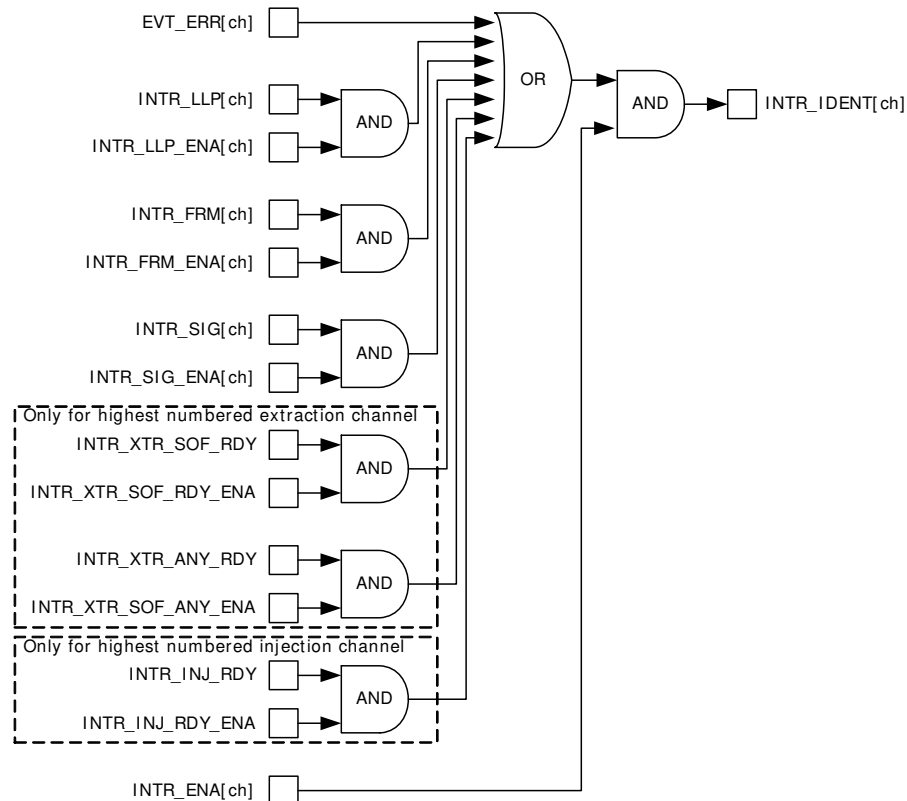 EVT_ERR[ch]
OR
INTR_LLP[ch]
AND
INTR_LLP_ENA[ch]
AND
INTR_IDENT[ch]
INTR_FRM[ch]
AND
INTR_FRM_ENA[ch]
INTR_SIG[ch]
AND
INTR_SIG_ENA[ch]
Only for highest numbered extraction channel
INTR_XTR_SOF_RDY
AND
INTR_XTR_SOF_RDY_ENA
INTR_XTR_ANY_RDY
AND
INTR_XTR_SOF_ANY_ENA
Only for highest numbered injection channel
INTR_INJ_RDY
AND
INTR_INJ_RDY_ENA
INTR_ENA[ch]